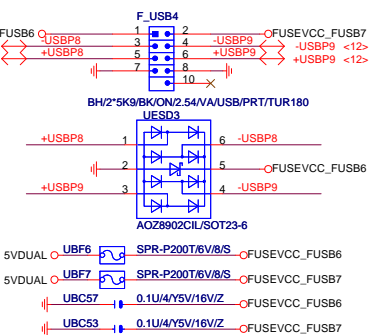 F_USB4
FUSB6 1 2 FUSEVCC_FUSB7
-USBP8 3 4 -USBP9 -USBP9 <12>
+USBP8 5 6 +USBP9 +USBP9 <12>
7 8
10
BH/2*5K9/BK/ON/2.54/VA/USB/PRT/TUR180
UESD3
+USBP8 1 6 -USBP8
2 5 FUSEVCC_FUSB6
+USBP9 3 4 -USBP9
AOZ8902CIL/SOT23-6
5VDUAL UBF6 SPR-P200T/6V/8/S FUSEVCC_FUSB6
5VDUAL UBF7 SPR-P200T/6V/8/S FUSEVCC_FUSB7
UBC57 0.1U/4/Y5V/16V/Z FUSEVCC_FUSB6
UBC53 0.1U/4/Y5V/16V/Z FUSEVCC_FUSB7